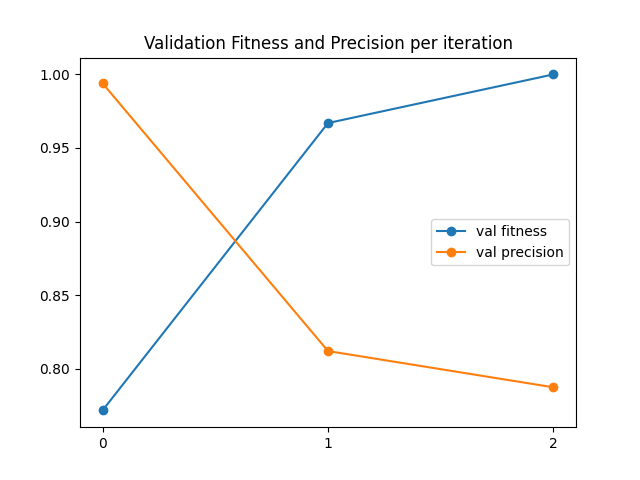 Validation Fitness and Precision per iteration
1.00
0.95
0.90
0.85
0.80
val fitness
val precision
0 1 2